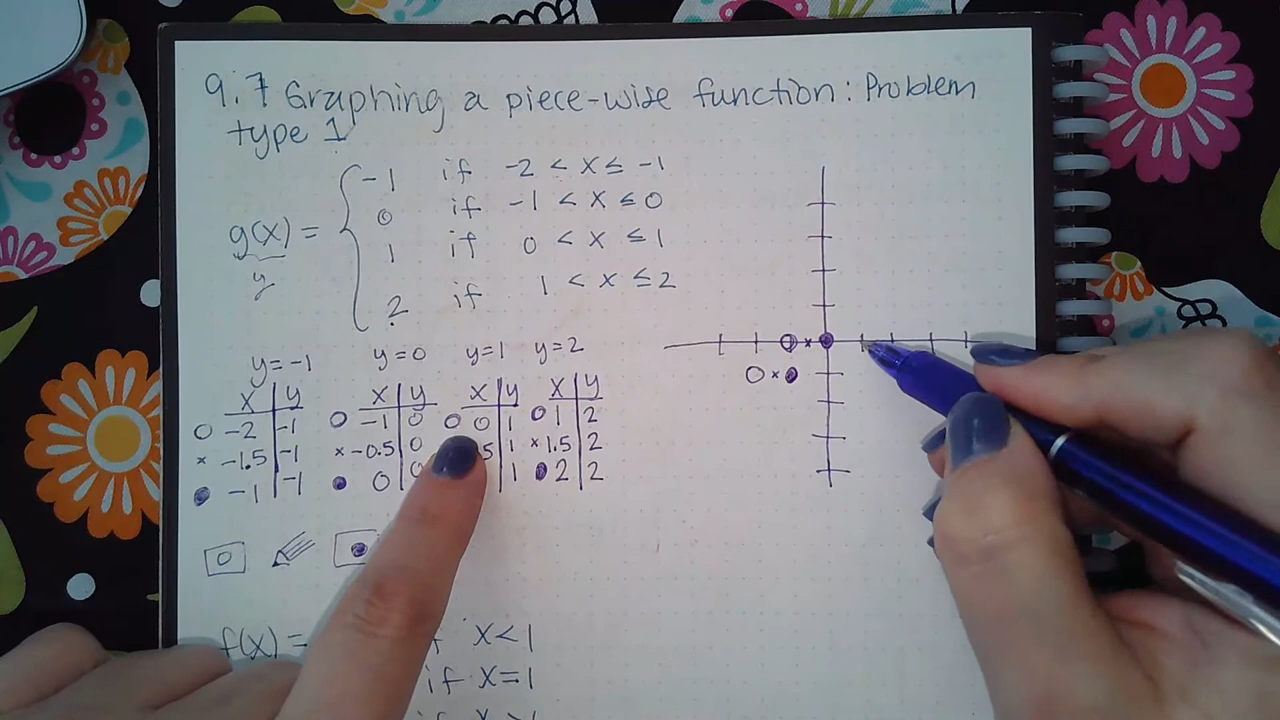 9.7 Graphing a piece-wise function: Problem
type 1
g(x) = { -1 if -2 < x ≤ -1
0 if -1 < x ≤ 0
1 if 0 < x ≤ 1
2 if 1 < x ≤ 2
y
y=-1 y=0 y=1 y=2
x y x y x y x y
-2 -1 -1 0 0 1 1 2
x -1.5 -1 x -0.5 0 5 1 x 1.5 2
-1 -1 0 1 2 2
f(x) = x<1
if x=1